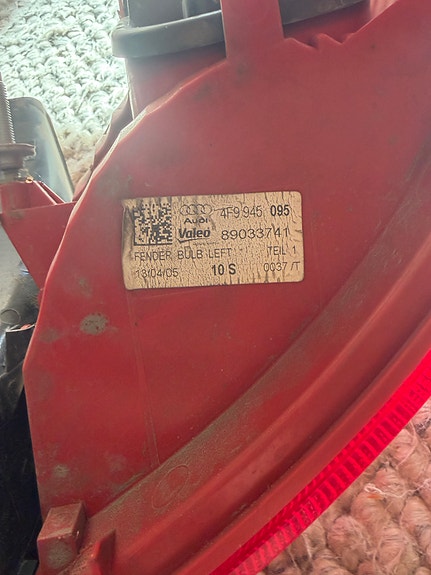 4F9 945 095
Audi
Valeo 89033741
FENDER BULB LEFT TEIL 1
13/04/05 10 S 0037/T